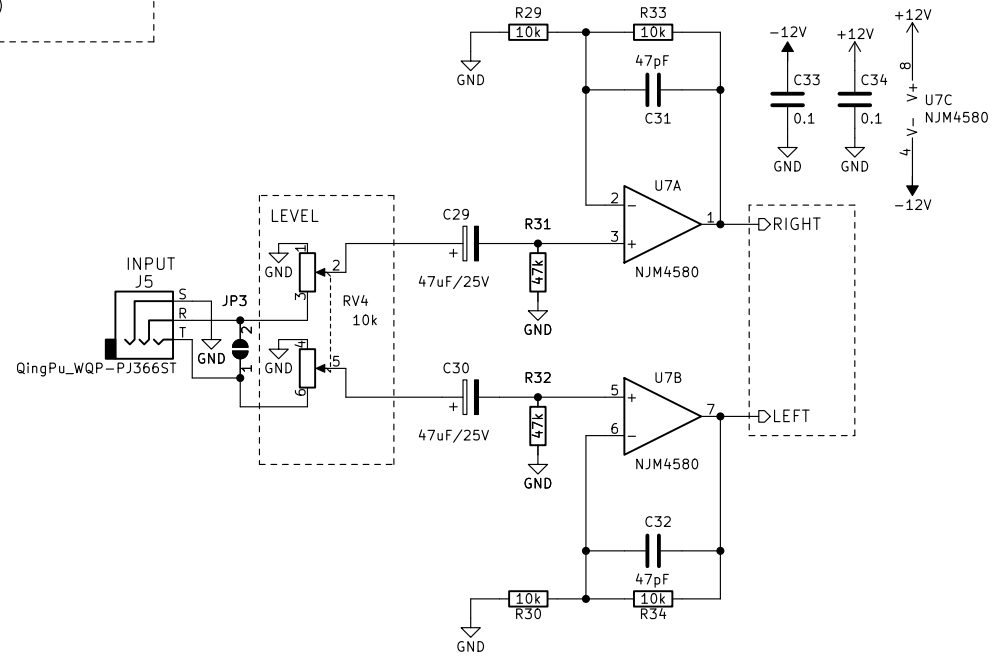 )
R29
10k
R33
10k
GND
47pF
C31
-12V
+12V
+12V
C33
C34
0.1
0.1
GND
GND
8
V+
V-
4
U7C
NJM4580
-12V
LEVEL
GND
1
2
3
RV4
10k
GND
4
5
6
INPUT
J5
S
R
T
GND
JP3
2
1
QingPu_WQP-PJ366ST
C29
+
47uF/25V
R31
47k
GND
U7A
2
-
3
+
1
NJM4580
RIGHT
C30
+
47uF/25V
R32
47k
GND
U7B
5
+
6
-
7
NJM4580
LEFT
C32
47pF
10k
R30
10k
R34
GND